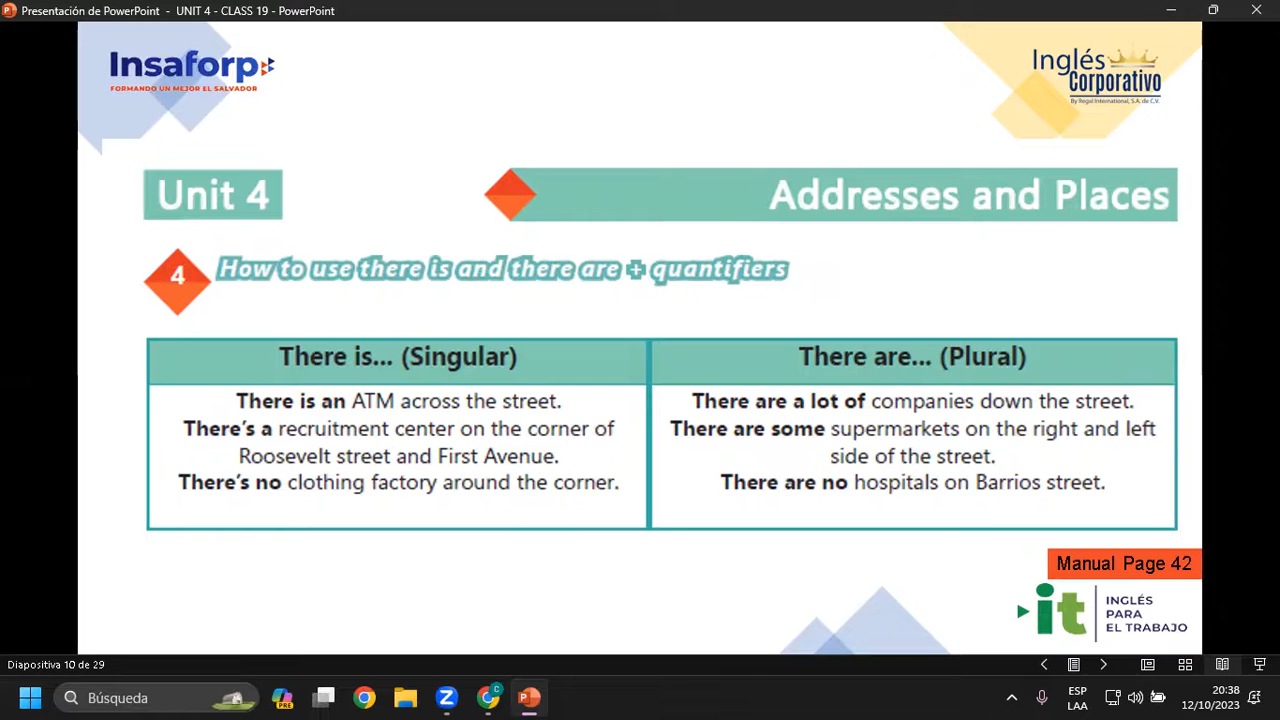 Presentación de PowerPoint - UNIT 4 - CLASS 19 - PowerPoint
Insaforp
FORMANDO UN MEJOR EL SALVADOR
Inglés
Corporativo
By Regal International, S.A. de C.V.
Unit 4
Addresses and Places
4
How to use there is and there are + quantifiers
There is... (Singular)
There is an ATM across the street.
There's a recruitment center on the corner of
Roosevelt street and First Avenue.
There's no clothing factory around the corner.
There are... (Plural)
There are a lot of companies down the street.
There are some supermarkets on the right and left
side of the street.
There are no hospitals on Barrios street.
Manual Page 42
it
INGLÉS
PARA
EL TRABAJO
Diapositiva 10 de 29
Búsqueda
PRE
C
ESP
LAA
20:38
12/10/2023